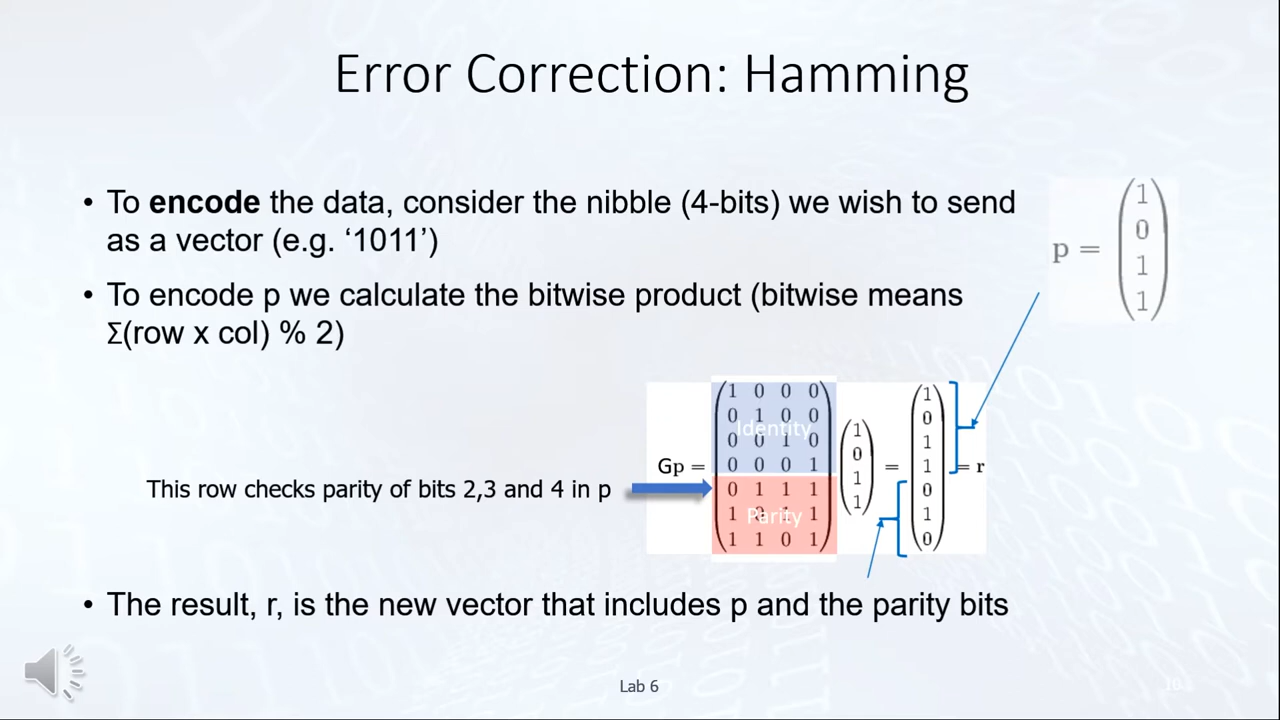 Error Correction: Hamming
• To encode the data, consider the nibble (4-bits) we wish to send
as a vector (e.g. ‘1011’)
p =
1
0
1
1
• To encode p we calculate the bitwise product (bitwise means
Σ(row x col) % 2)
This row checks parity of bits 2,3 and 4 in p
Gp =
1 0 0 0
0 1 0 0
0 0 1 0
0 0 0 1
0 1 1 1
1 1 1
1 1 0 1
Identity
Parity
1
0
1
1
=
1
0
1
1
0
1
0
= r
• The result, r, is the new vector that includes p and the parity bits
Lab 6
10